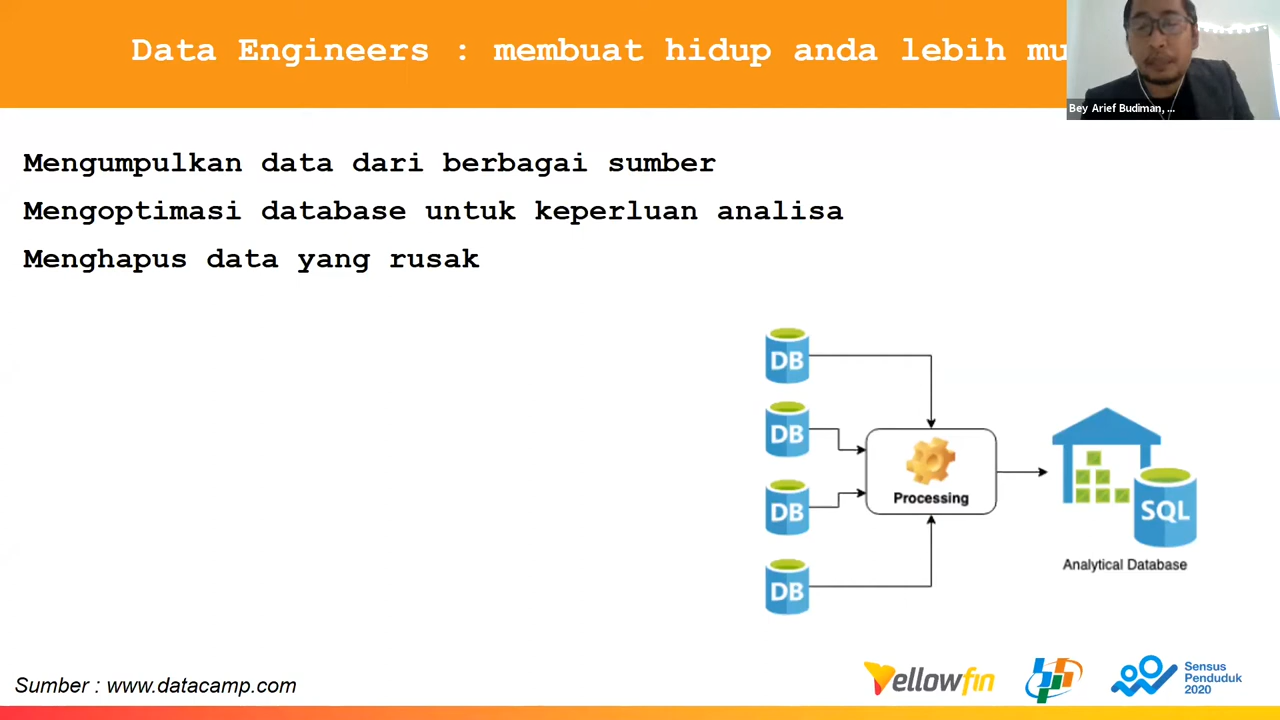 Data Engineers : membuat hidup anda lebih mu
Bey Arief Budiman, ...
Mengumpulkan data dari berbagai sumber
Mengoptimasi database untuk keperluan analisa
Menghapus data yang rusak
DB
DB
DB
DB
Processing
SQL
Analytical Database
Sumber : www.datacamp.com
Yellowfin
Sensus
Penduduk
2020